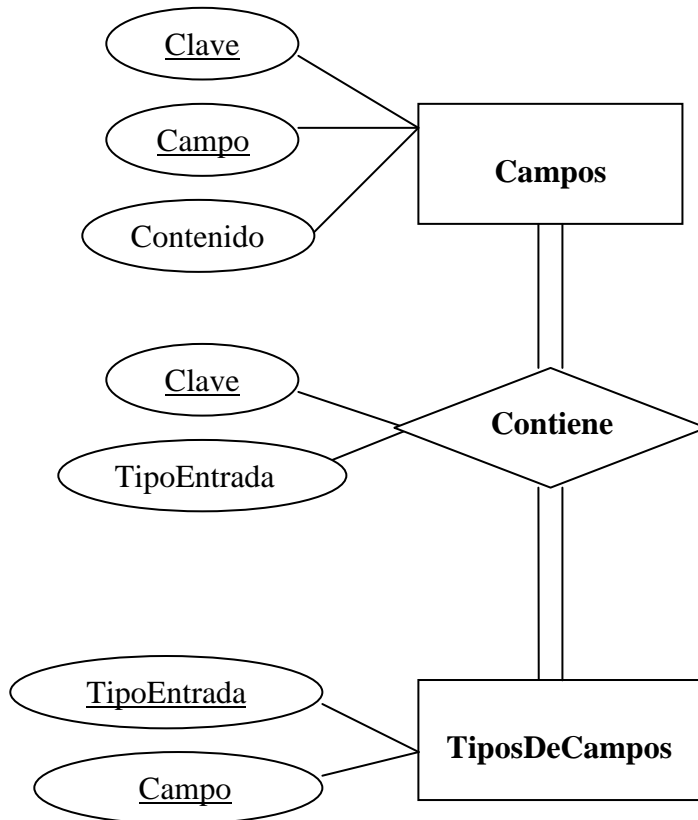 Clave
Campo
Campos
Contenido
Clave
Contiene
TipoEntrada
TipoEntrada
TiposDeCampos
Campo